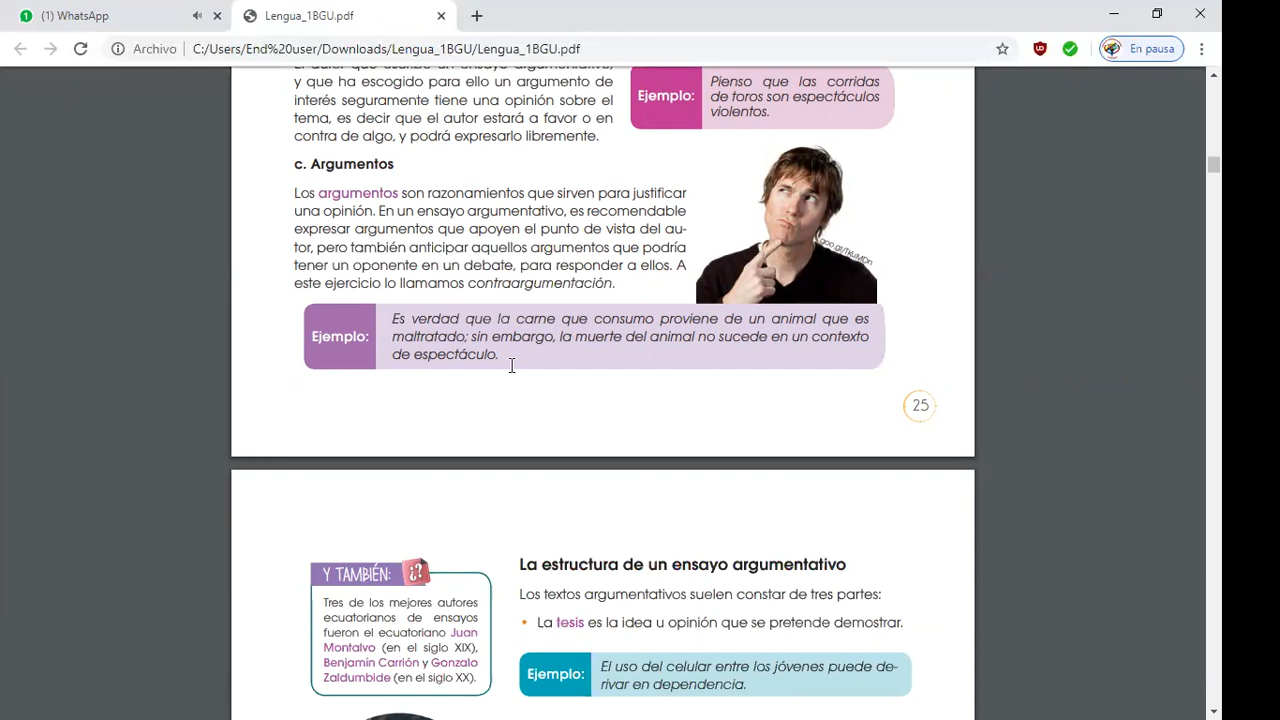 (1) WhatsApp
Lengua_1BGU.pdf
Archivo
C:/Users/End%20user/Downloads/Lengua_1BGU/Lengua_1BGU.pdf
En pausa
El autor que escribe un ensayo argumentativo,
y que ha escogido para ello un argumento de
interés seguramente tiene una opinión sobre el
tema, es decir que el autor estará a favor o en
contra de algo, y podrá expresarlo libremente.
Ejemplo:
Pienso que las corridas
de toros son espectáculos
violentos.
c. Argumentos
Los argumentos son razonamientos que sirven para justificar
una opinión. En un ensayo argumentativo, es recomendable
expresar argumentos que apoyen el punto de vista del au-
tor, pero también anticipar aquellos argumentos que podría
tener un oponente en un debate, para responder a ellos. A
este ejercicio lo llamamos contraargumentación.
goo.gl/TKuMDn
Ejemplo:
Es verdad que la carne que consumo proviene de un animal que es
maltratado; sin embargo, la muerte del animal no sucede en un contexto
de espectáculo.
25
Y TAMBIÉN: ¿?
Tres de los mejores autores
ecuatorianos de ensayos
fueron el ecuatoriano Juan
Montalvo (en el siglo XIX),
Benjamín Carrión y Gonzalo
Zaldumbide (en el siglo XX).
La estructura de un ensayo argumentativo
Los textos argumentativos suelen constar de tres partes:
• La tesis es la idea u opinión que se pretende demostrar.
Ejemplo:
El uso del celular entre los jóvenes puede de-
rivar en dependencia.